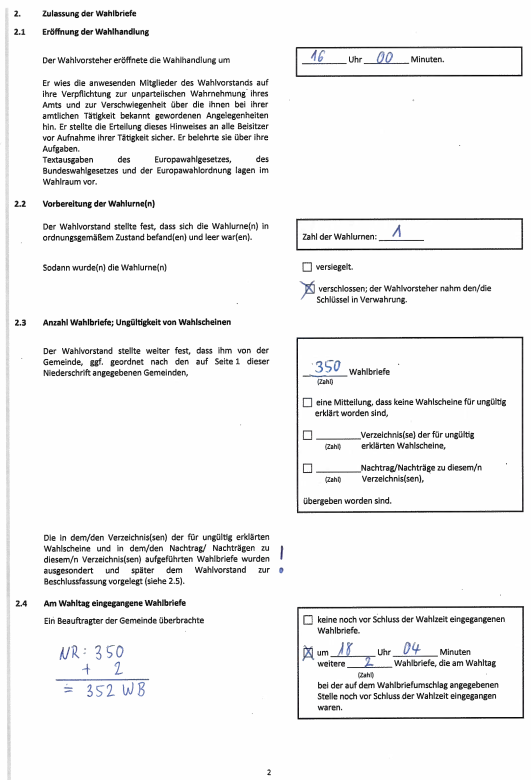 2. Zulassung der Wahlbriefe
2.1 Eröffnung der Wahlhandlung
Der Wahlvorsteher eröffnete die Wahlhandlung um
16 Uhr 00 Minuten.
Er wies die anwesenden Mitglieder des Wahlvorstands auf
ihre Verpflichtung zur unparteiischen Wahrnehmung ihres
Amts und zur Verschwiegenheit über die ihnen bei ihrer
amtlichen Tätigkeit bekannt gewordenen Angelegenheiten
hin. Er stellte die Erteilung dieses Hinweises an alle Beisitzer
vor Aufnahme ihrer Tätigkeit sicher. Er belehrte sie über ihre
Aufgaben.
Textausgaben des Europawahlgesetzes, des
Bundeswahlgesetzes und der Europawahlordnung lagen im
Wahlraum vor.
2.2 Vorbereitung der Wahlurne(n)
Der Wahlvorstand stellte fest, dass sich die Wahlurne(n) in
ordnungsgemäßem Zustand befand(en) und leer war(en).
Zahl der Wahlurnen: 1
Sodann wurde(n) die Wahlurne(n)
☐ versiegelt.
☒ verschlossen; der Wahlvorsteher nahm den/die
Schlüssel in Verwahrung.
2.3 Anzahl Wahlbriefe; Ungültigkeit von Wahlscheinen
Der Wahlvorstand stellte weiter fest, dass ihm von der
Gemeinde, ggf. geordnet nach den auf Seite 1 dieser
Niederschrift angegebenen Gemeinden,
350 Wahlbriefe
(Zahl)
☐ eine Mitteilung, dass keine Wahlscheine für ungültig
erklärt worden sind,
☐ ______Verzeichnis(se) der für ungültig
(Zahl) erklärten Wahlscheine,
☐ ______Nachtrag/Nachträge zu diesem/n
(Zahl) Verzeichnis(sen),
übergeben worden sind.
Die in dem/den Verzeichnis(sen) der für ungültig erklärten
Wahlscheine und in dem/den Nachtrag/ Nachträgen zu
diesem/n Verzeichnis(sen) aufgeführten Wahlbriefe wurden
ausgesondert und später dem Wahlvorstand zur
Beschlussfassung vorgelegt (siehe 2.5).
!
2.4 Am Wahltag eingegangene Wahlbriefe
Ein Beauftragter der Gemeinde überbrachte
NR: 350
+ 2
= 352 WB
☐ keine noch vor Schluss der Wahlzeit eingegangenen
Wahlbriefe.
☒ um 18 Uhr 04 Minuten
weitere 2 Wahlbriefe, die am Wahltag
(Zahl)
bei der auf dem Wahlbriefumschlag angegebenen
Stelle noch vor Schluss der Wahlzeit eingegangen
waren.
2